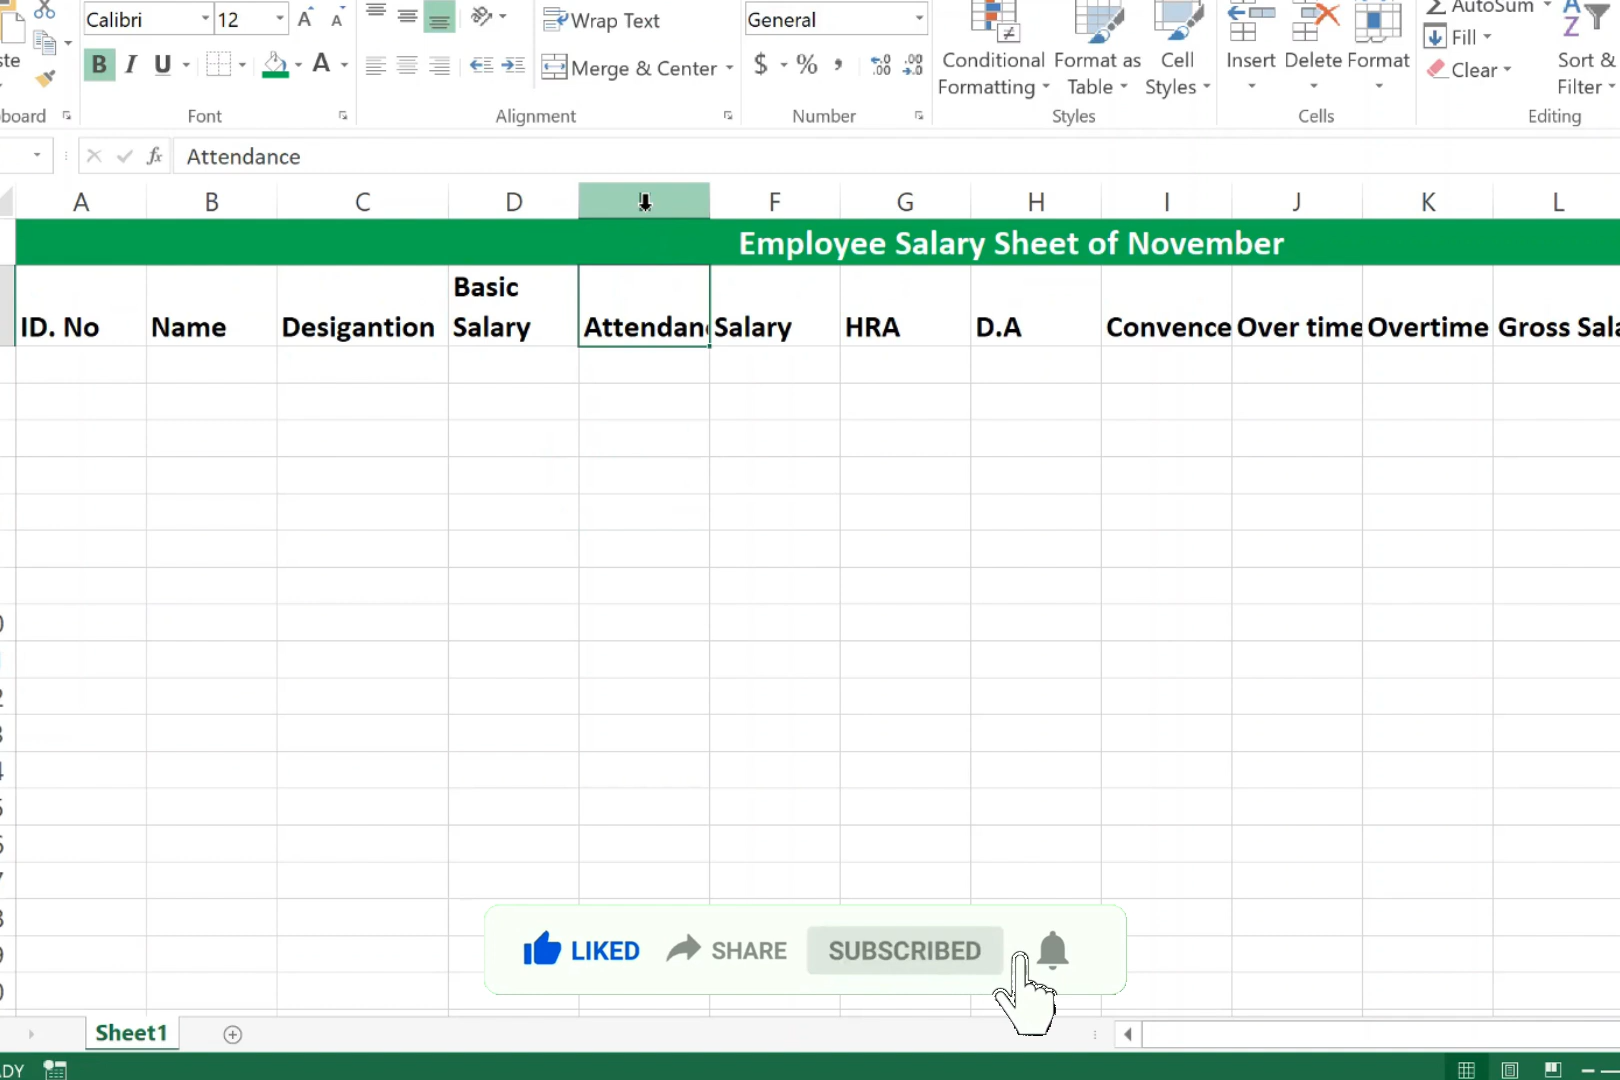 Calibri 12 Wrap Text General AutoSum
Fill
B I U A Merge & Center $ % , Conditional Formatting Format as Table Cell Styles Insert Delete Format Clear Sort & Filter
Font Alignment Number Styles Cells Editing
fx Attendance
A B C D F G H I J K L
Employee Salary Sheet of November
ID. No Name Desigantion Basic Salary Attendan Salary HRA D.A Convence Over time Overtime Gross Sala
LIKED SHARE SUBSCRIBED
Sheet1